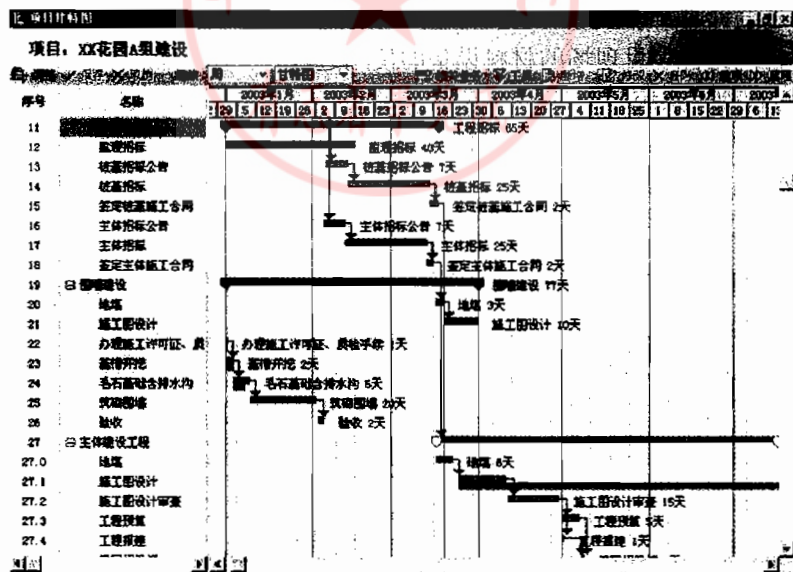 项目甘特图
项目：XX花园A组建设
周 甘特图
序号 名称 2003年1月 2003年2月 2003年3月 2003年4月 2003年5月 2003
29 5 12 19 26 2 9 16 23 2 9 16 23 30 6 13 20 27 4 11 18 25 1 8 15 22 29 6 13
11 工程招标 65天
12 监理招标 监理招标 40天
13 桩基招标公告 桩基招标公告 7天
14 桩基招标 桩基招标 25天
15 签定桩基施工合同 签定桩基施工合同 2天
16 主体招标公告 主体招标公告 7天
17 主体招标 主体招标 25天
18 签定主体施工合同 签定主体施工合同 2天
19 围墙建设 围墙建设 77天
20 地堪 地堪 3天
21 施工图设计 施工图设计 10天
22 办理施工许可证、质 办理施工许可证、质检手续 1天
23 基槽开挖 基槽开挖 2天
24 毛石基础含排水沟 毛石基础含排水沟 5天
25 筑砌围墙 筑砌围墙 20天
26 验收 验收 2天
27 主体建设工程
27.0 地堪 地堪 6天
27.1 施工图设计
27.2 施工图设计审查 施工图设计审查 15天
27.3 工程预算 工程预算 5天
27.4 工程报建 工程报建 1天